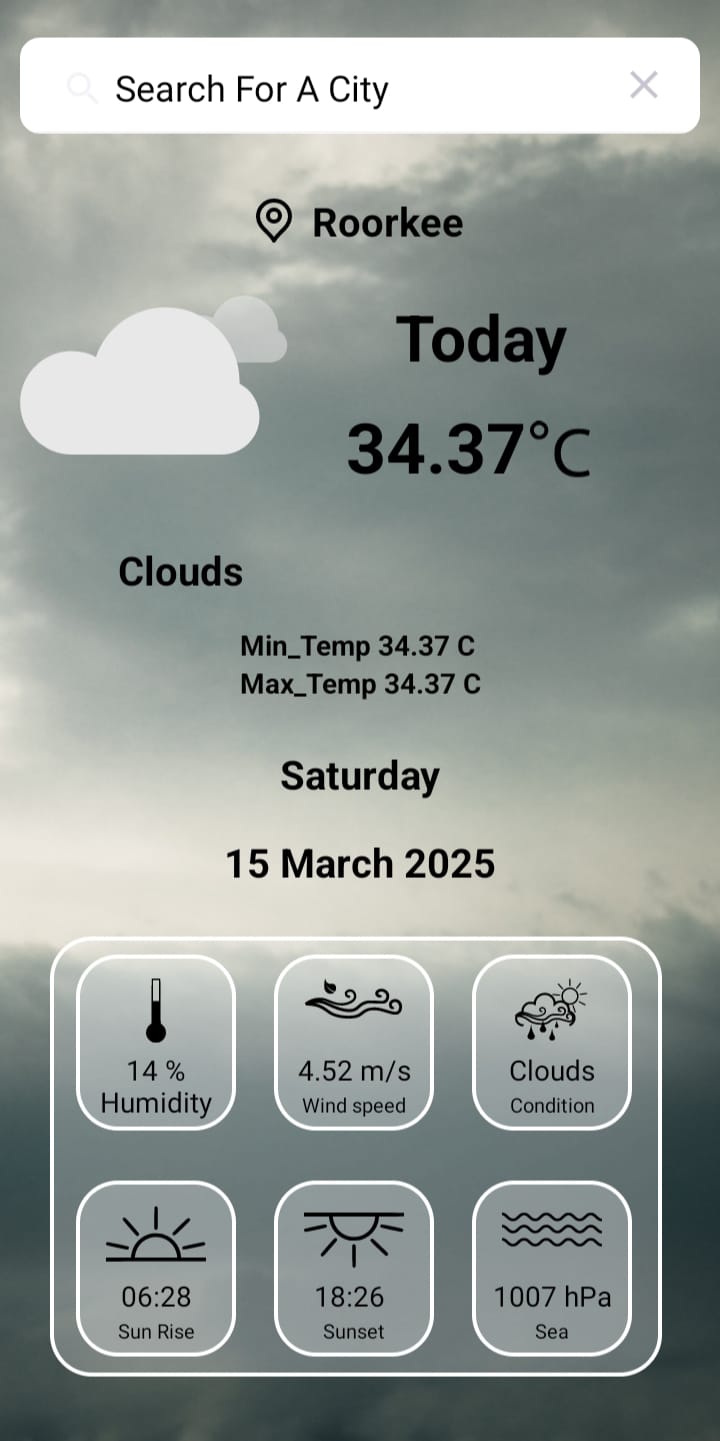 Search For A City
Roorkee
Today
34.37°C
Clouds
Min_Temp 34.37 C
Max_Temp 34.37 C
Saturday
15 March 2025
14 %
Humidity
4.52 m/s
Wind speed
Clouds
Condition
06:28
Sun Rise
18:26
Sunset
1007 hPa
Sea